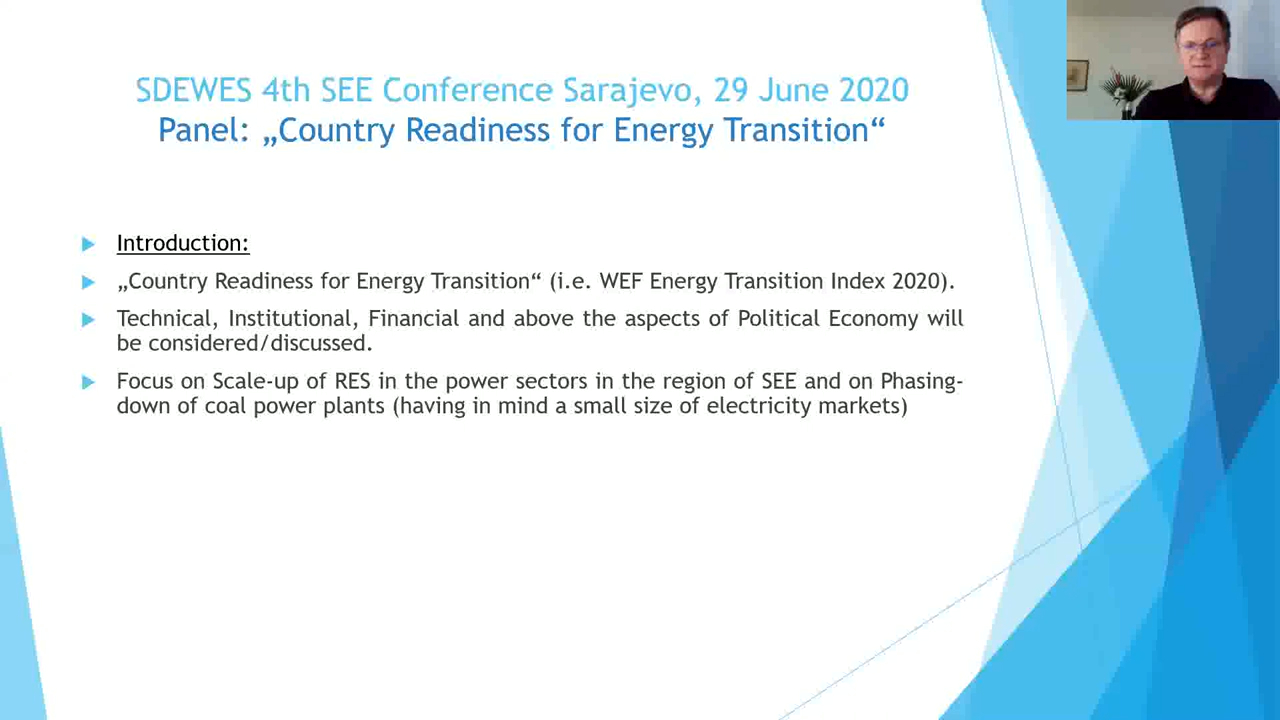 SDEWES 4th SEE Conference Sarajevo, 29 June 2020
Panel: „Country Readiness for Energy Transition“
Introduction:
„Country Readiness for Energy Transition“ (i.e. WEF Energy Transition Index 2020).
Technical, Institutional, Financial and above the aspects of Political Economy will
be considered/discussed.
Focus on Scale-up of RES in the power sectors in the region of SEE and on Phasing-
down of coal power plants (having in mind a small size of electricity markets)